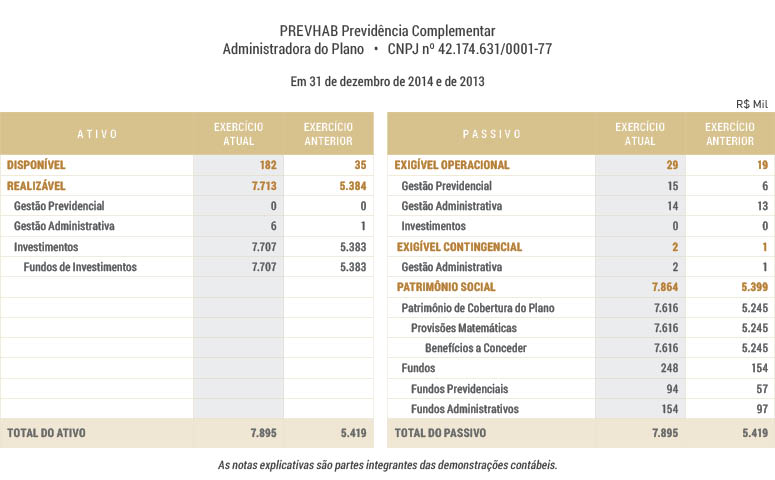 PREVHAB Previdência Complementar
Administradora do Plano • CNPJ nº 42.174.631/0001-77
Em 31 de dezembro de 2014 e de 2013
R$ Mil
ATIVO EXERCÍCIO ATUAL EXERCÍCIO ANTERIOR
DISPONÍVEL 182 35
REALIZÁVEL 7.713 5.384
Gestão Previdencial 0 0
Gestão Administrativa 6 1
Investimentos 7.707 5.383
Fundos de Investimentos 7.707 5.383
TOTAL DO ATIVO 7.895 5.419
PASSIVO EXERCÍCIO ATUAL EXERCÍCIO ANTERIOR
EXIGÍVEL OPERACIONAL 29 19
Gestão Previdencial 15 6
Gestão Administrativa 14 13
Investimentos 0 0
EXIGÍVEL CONTINGENCIAL 2 1
Gestão Administrativa 2 1
PATRIMÔNIO SOCIAL 7.864 5.399
Patrimônio de Cobertura do Plano 7.616 5.245
Provisões Matemáticas 7.616 5.245
Benefícios a Conceder 7.616 5.245
Fundos 248 154
Fundos Previdenciais 94 57
Fundos Administrativos 154 97
TOTAL DO PASSIVO 7.895 5.419
As notas explicativas são partes integrantes das demonstrações contábeis.